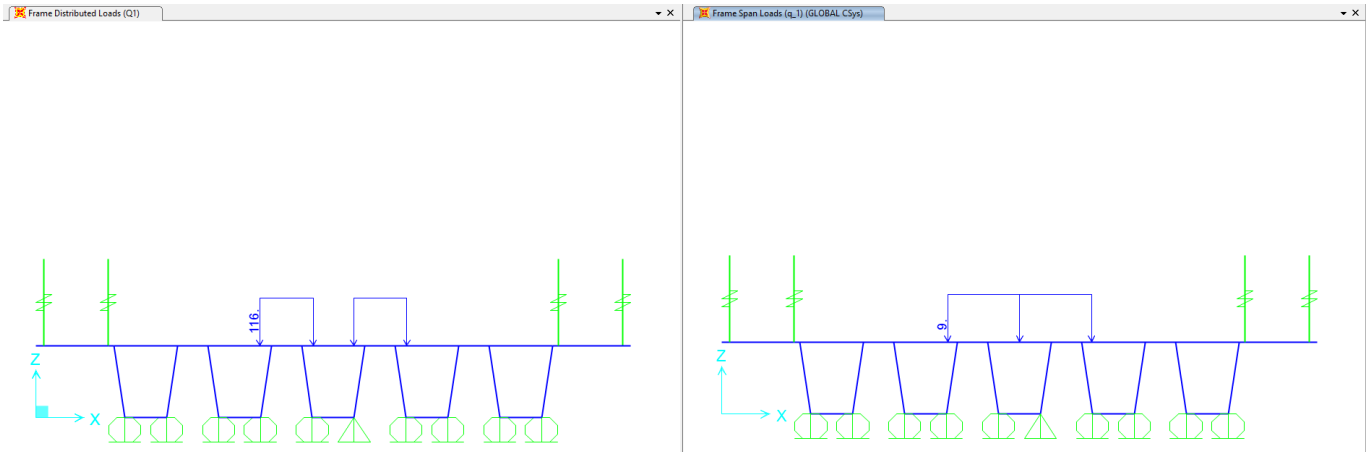 Frame Distributed Loads (Q1)
116.
Z
X
Frame Span Loads (q_1) (GLOBAL CSys)
9.
Z
X